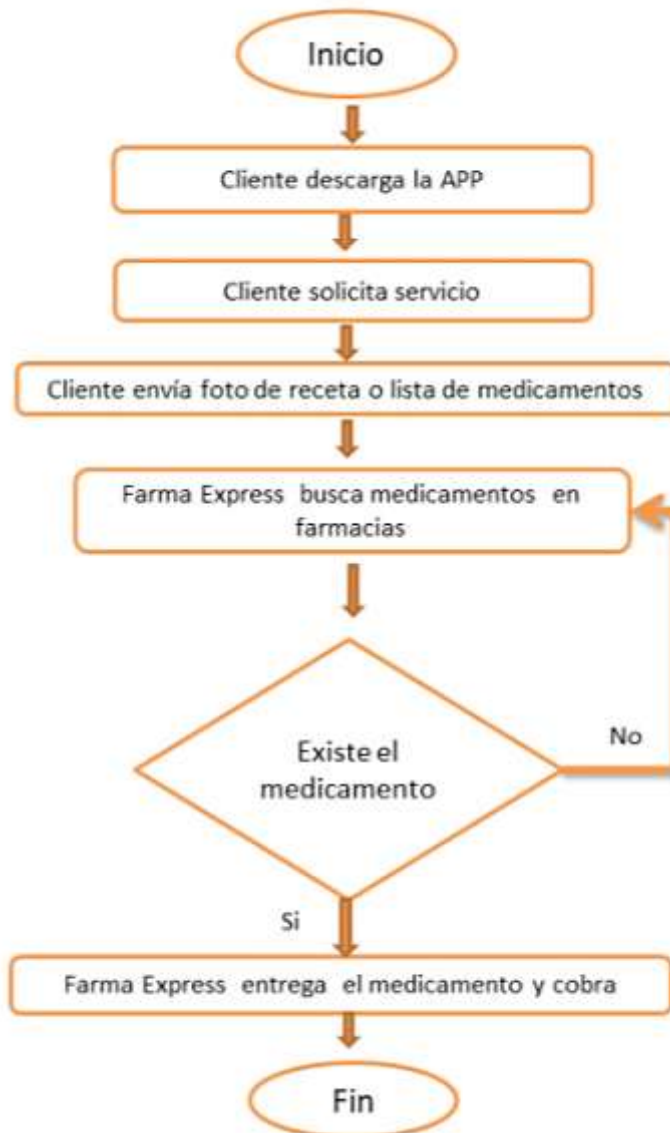 Inicio
Cliente descarga la APP
Cliente solicita servicio
Cliente envía foto de receta o lista de medicamentos
Farma Express busca medicamentos en
farmacias
Existe el
medicamento
No
Si
Farma Express entrega el medicamento y cobra
Fin